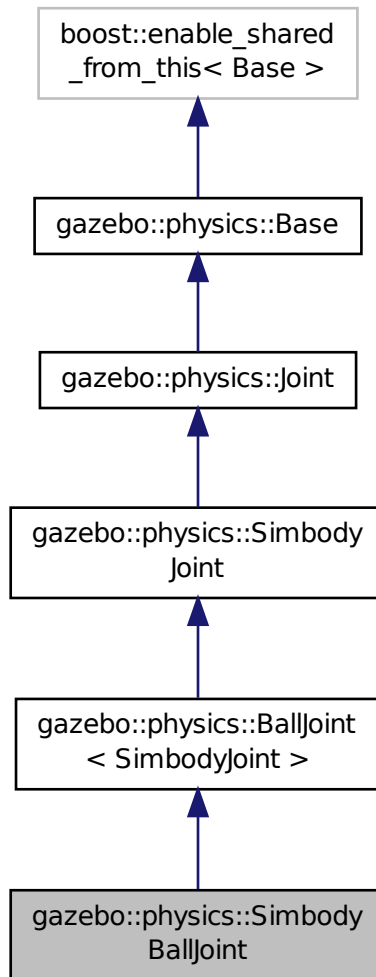 boost::enable_shared
_from_this< Base >
gazebo::physics::Base
gazebo::physics::Joint
gazebo::physics::Simbody
Joint
gazebo::physics::BallJoint
< SimbodyJoint >
gazebo::physics::Simbody
BallJoint